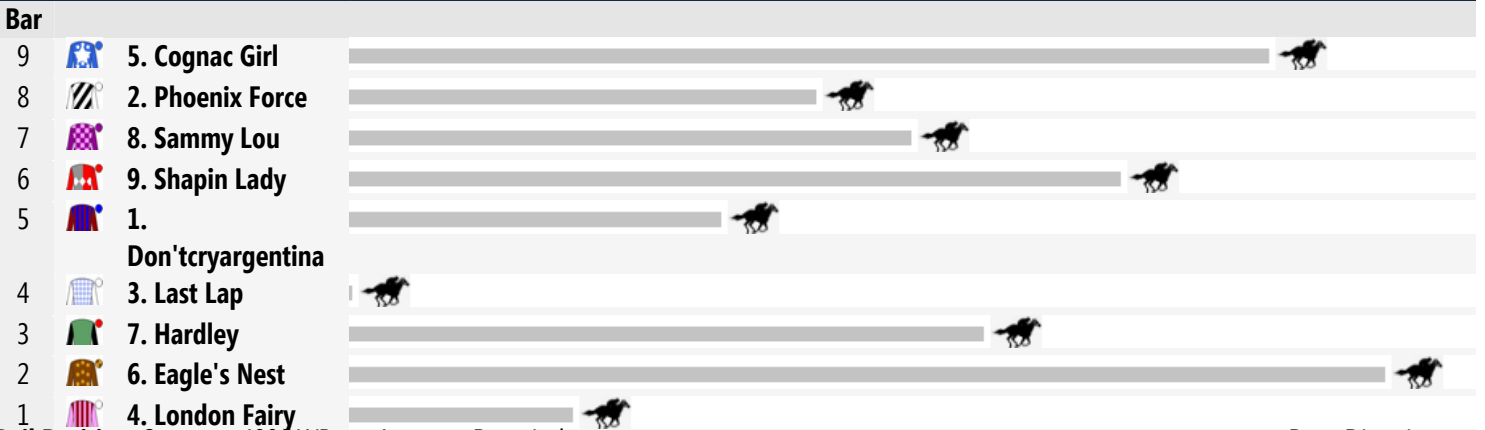 Bar
9 5. Cognac Girl
8 2. Phoenix Force
7 8. Sammy Lou
6 9. Shapin Lady
5 1.
Don'tcryargentina
4 3. Last Lap
3 7. Hardley
2 6. Eagle's Nest
1 4. London Fairy